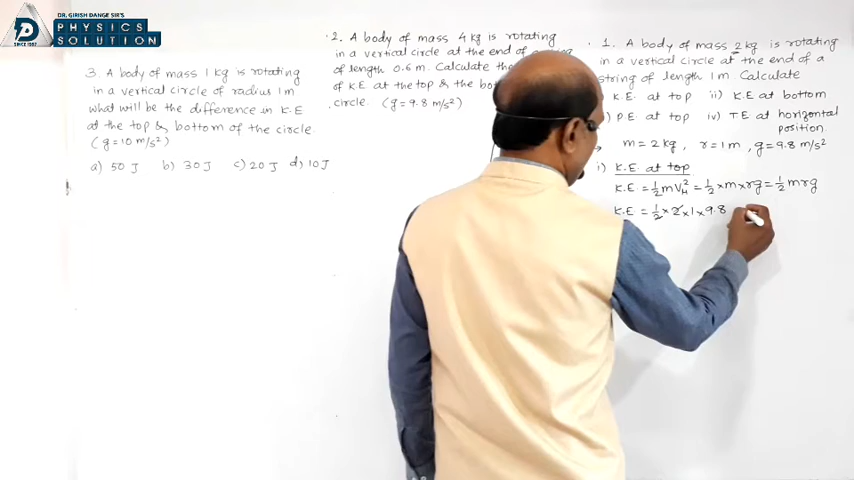 DR. GIRISH DANGE SIR'S
PHYSICS
SOLUTION
SINCE 1987
3. A body of mass 1 kg is rotating
in a vertical circle of radius 1m
what will be the difference in K.E
at the top & bottom of the circle.
(g=10 m/s²)
a) 50 J b) 30 J c) 20 J d) 10 J
2. A body of mass 4 kg is rotating
in a vertical circle at the end of a
of length 0.6 m. Calculate the
of K.E at the top & the
circle. (g = 9.8 m/s²)
1. A body of mass 2 kg is rotating
in a vertical circle at the end of a
string of length 1m Calculate
K.E. at top ii) K.E at bottom
P.E. at top iv) T.E at horizontal
position.
m = 2 kg, r = 1 m, g = 9.8 m/s²
i) K.E at top
K.E = ½ m V_H² = ½ × m × rg = ½ m r g
K.E = ½ × 2 × 1 × 9.8